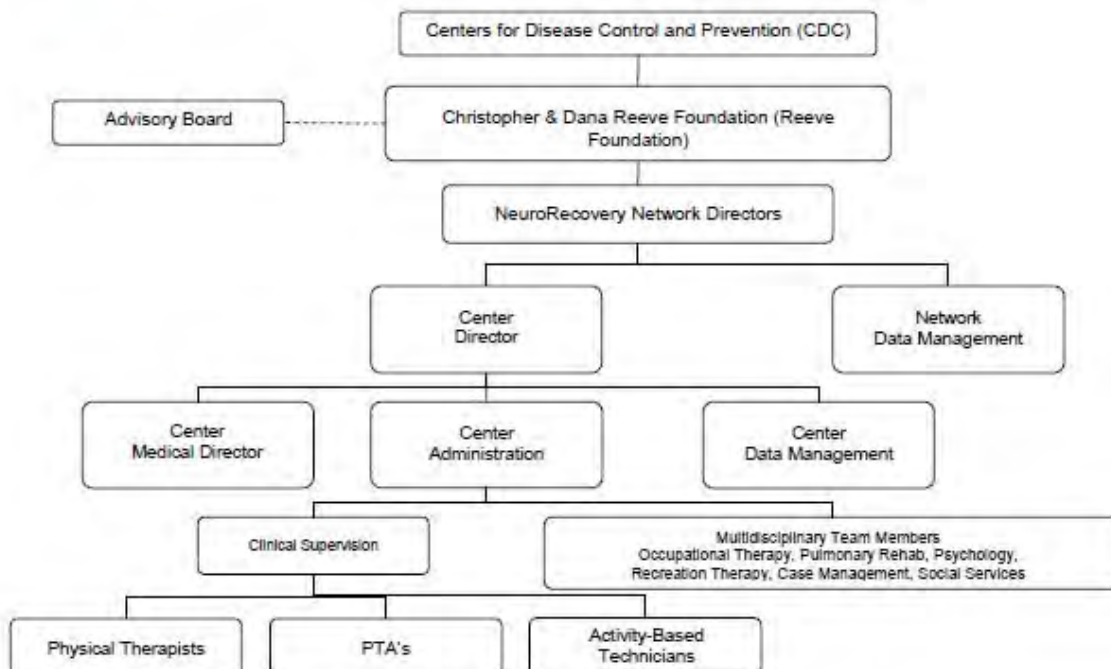 Centers for Disease Control and Prevention (CDC)
Advisory Board
Christopher & Dana Reeve Foundation (Reeve
Foundation)
NeuroRecovery Network Directors
Center
Director
Network
Data Management
Center
Medical Director
Center
Administration
Center
Data Management
Clinical Supervision
Multidisciplinary Team Members
Occupational Therapy, Pulmonary Rehab, Psychology,
Recreation Therapy, Case Management, Social Services
Physical Therapists
PTA's
Activity-Based
Technicians